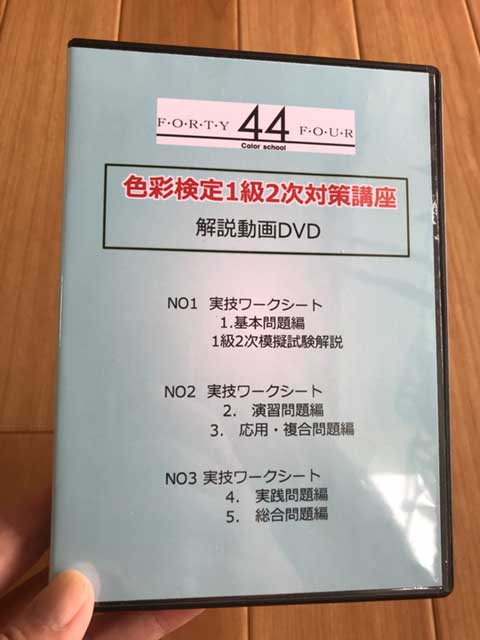 F·O·R·T·Y 44 F·O·U·R
Color school
色彩検定1級2次対策講座
解説動画DVD
NO1 実技ワークシート
1.基本問題編
1級2次模擬試験解説
NO2 実技ワークシート
2. 演習問題編
3. 応用・複合問題編
NO3 実技ワークシート
4. 実践問題編
5. 総合問題編